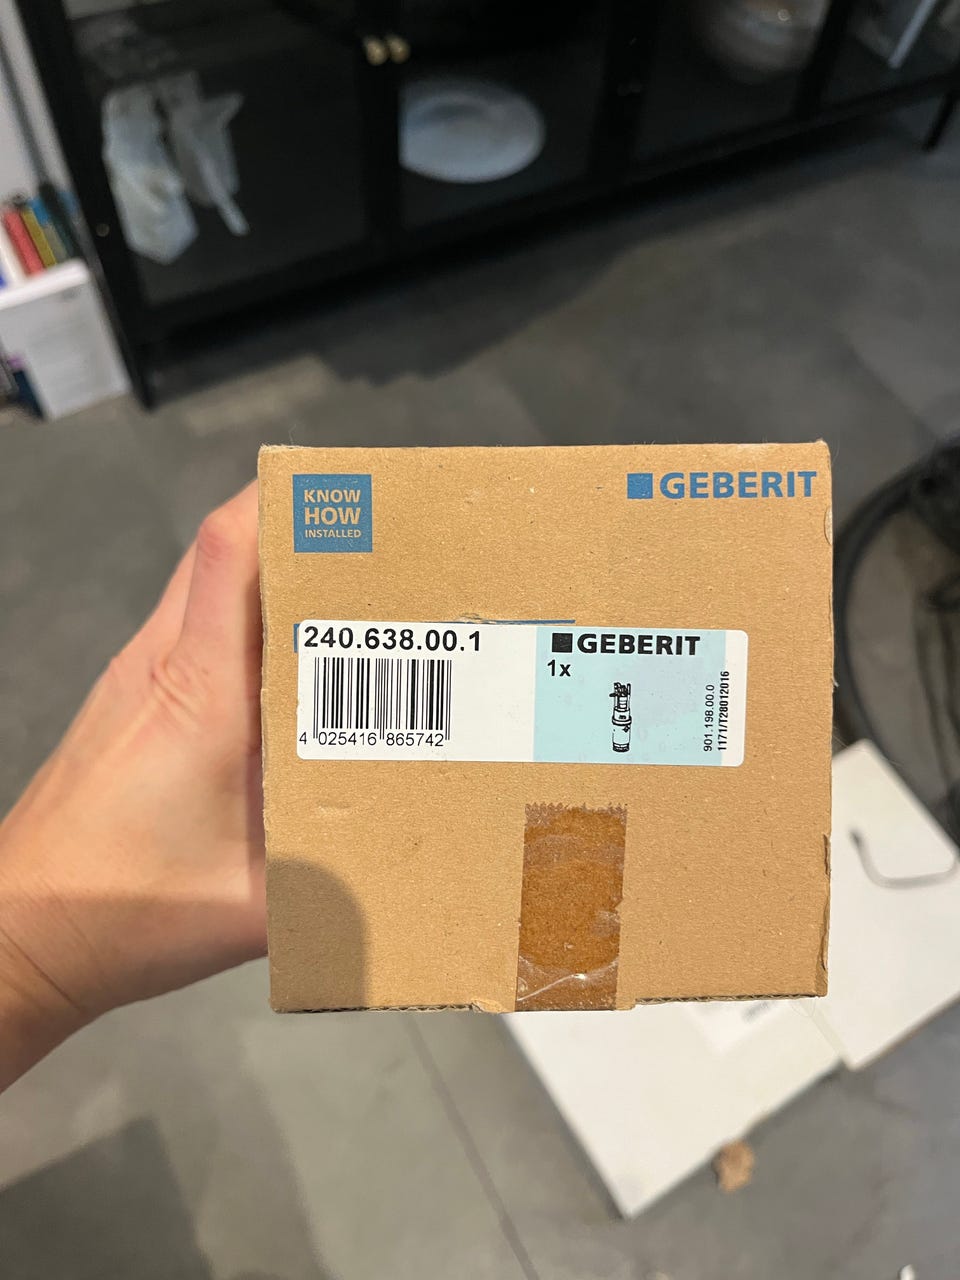 KNOW
HOW
INSTALLED
GEBERIT
240.638.00.1
4 025416 865742
GEBERIT
1x
901.198.00.0
1171/T28012016